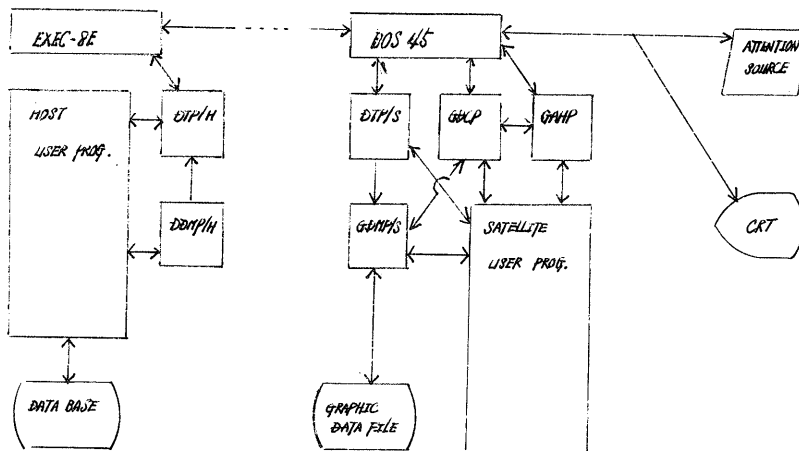 EXEC-8E
BOS 45
ATTENTION
SOURCE
HOST
USER PROG.
DTP/H
DTP/S
GDCP
GAHP
DDMP/H
GDMP/S
SATELLITE
USER PROG.
CRT
DATA BASE
GRAPHIC
DATA FILE